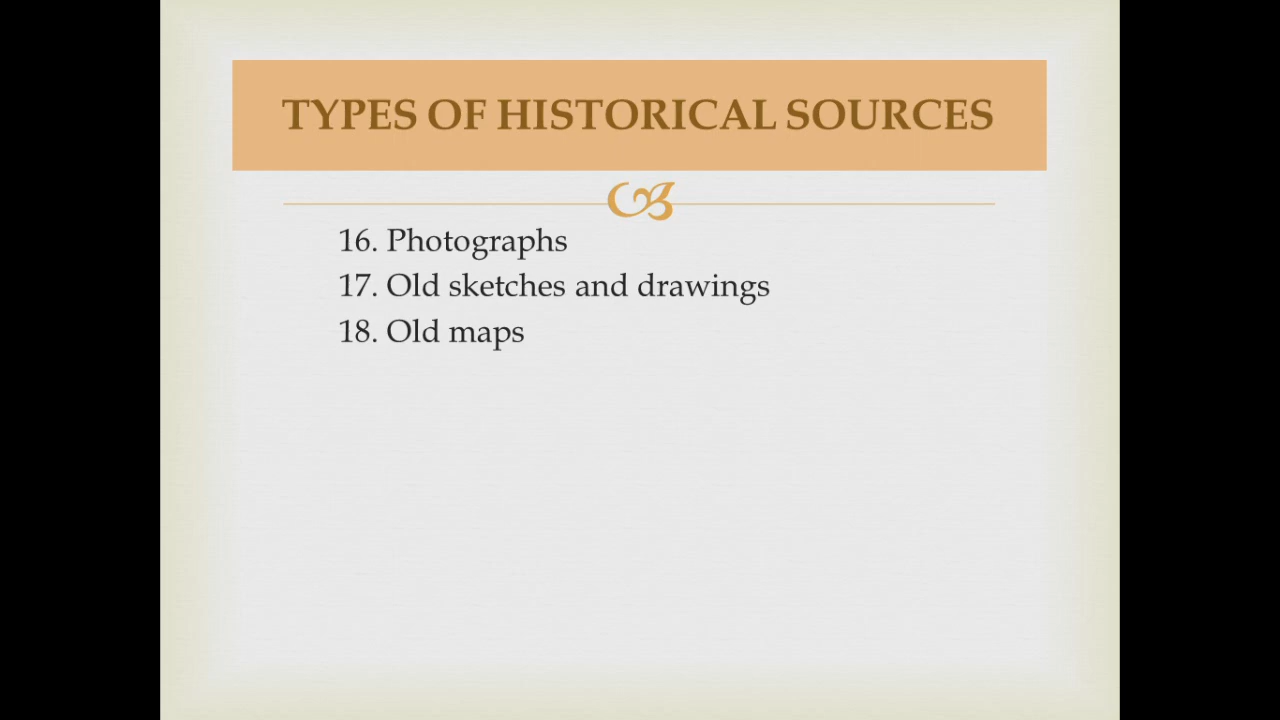 TYPES OF HISTORICAL SOURCES
16. Photographs
17. Old sketches and drawings
18. Old maps